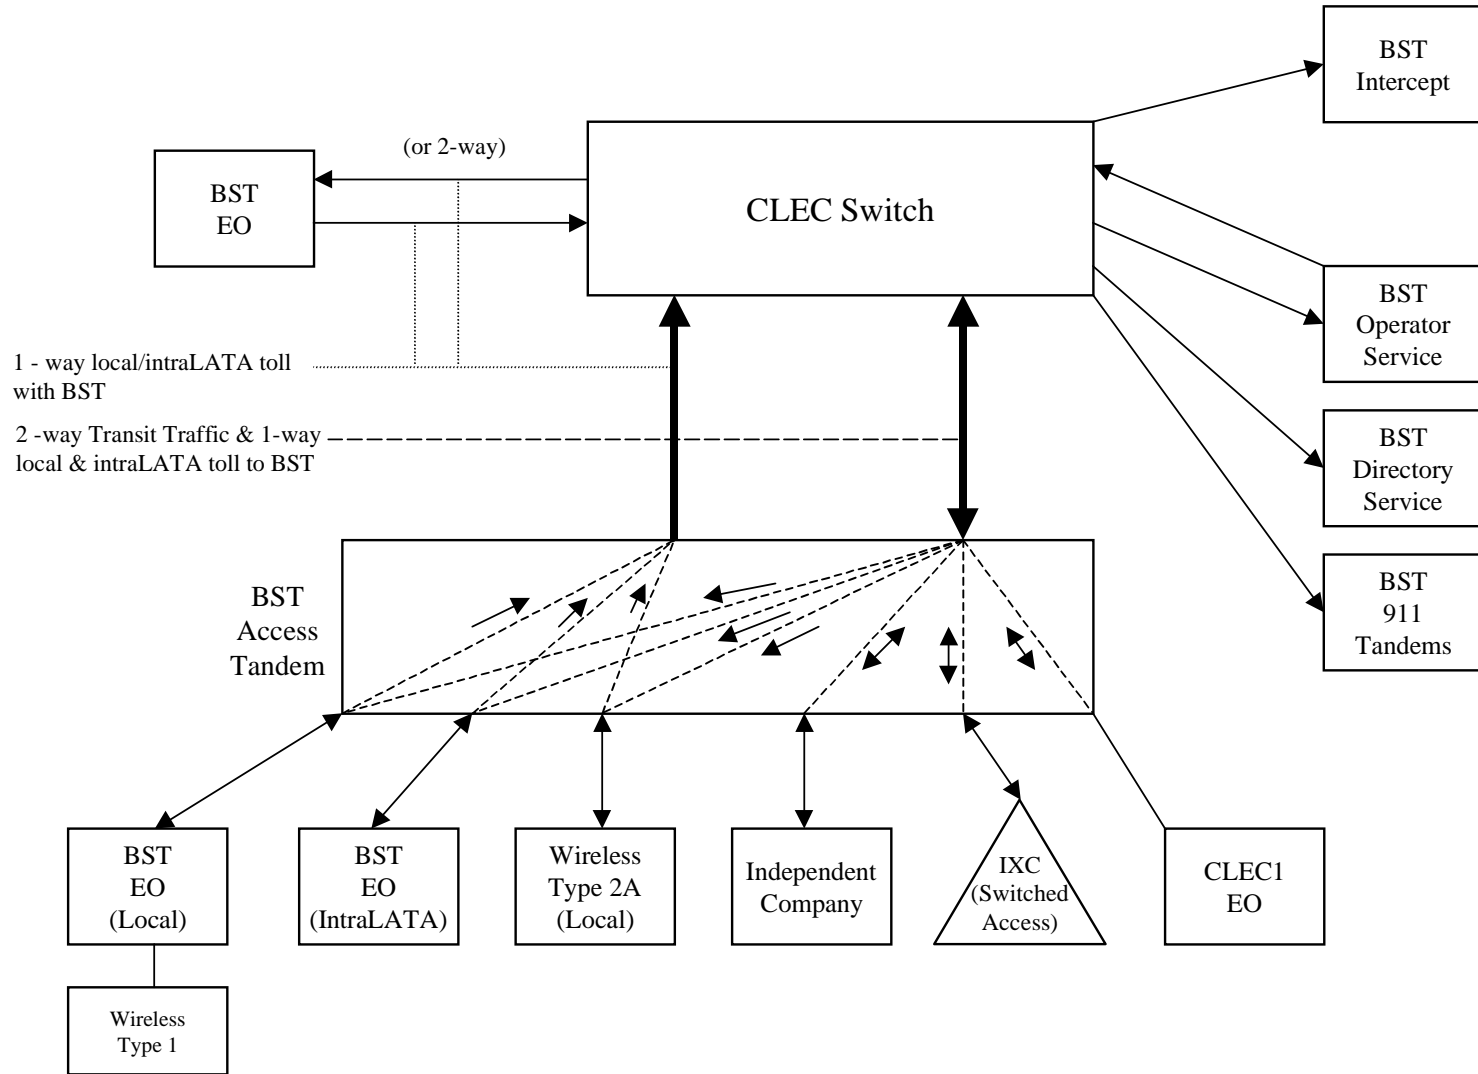 BST
Intercept
(or 2-way)
BST
EO
CLEC Switch
BST
Operator
Service
1 - way local/intraLATA toll
with BST
2 -way Transit Traffic & 1-way
local & intraLATA toll to BST
BST
Directory
Service
BST
911
Tandems
BST
Access
Tandem
BST
EO
(Local)
BST
EO
(IntraLATA)
Wireless
Type 2A
(Local)
Independent
Company
IXC
(Switched
Access)
CLEC1
EO
Wireless
Type 1